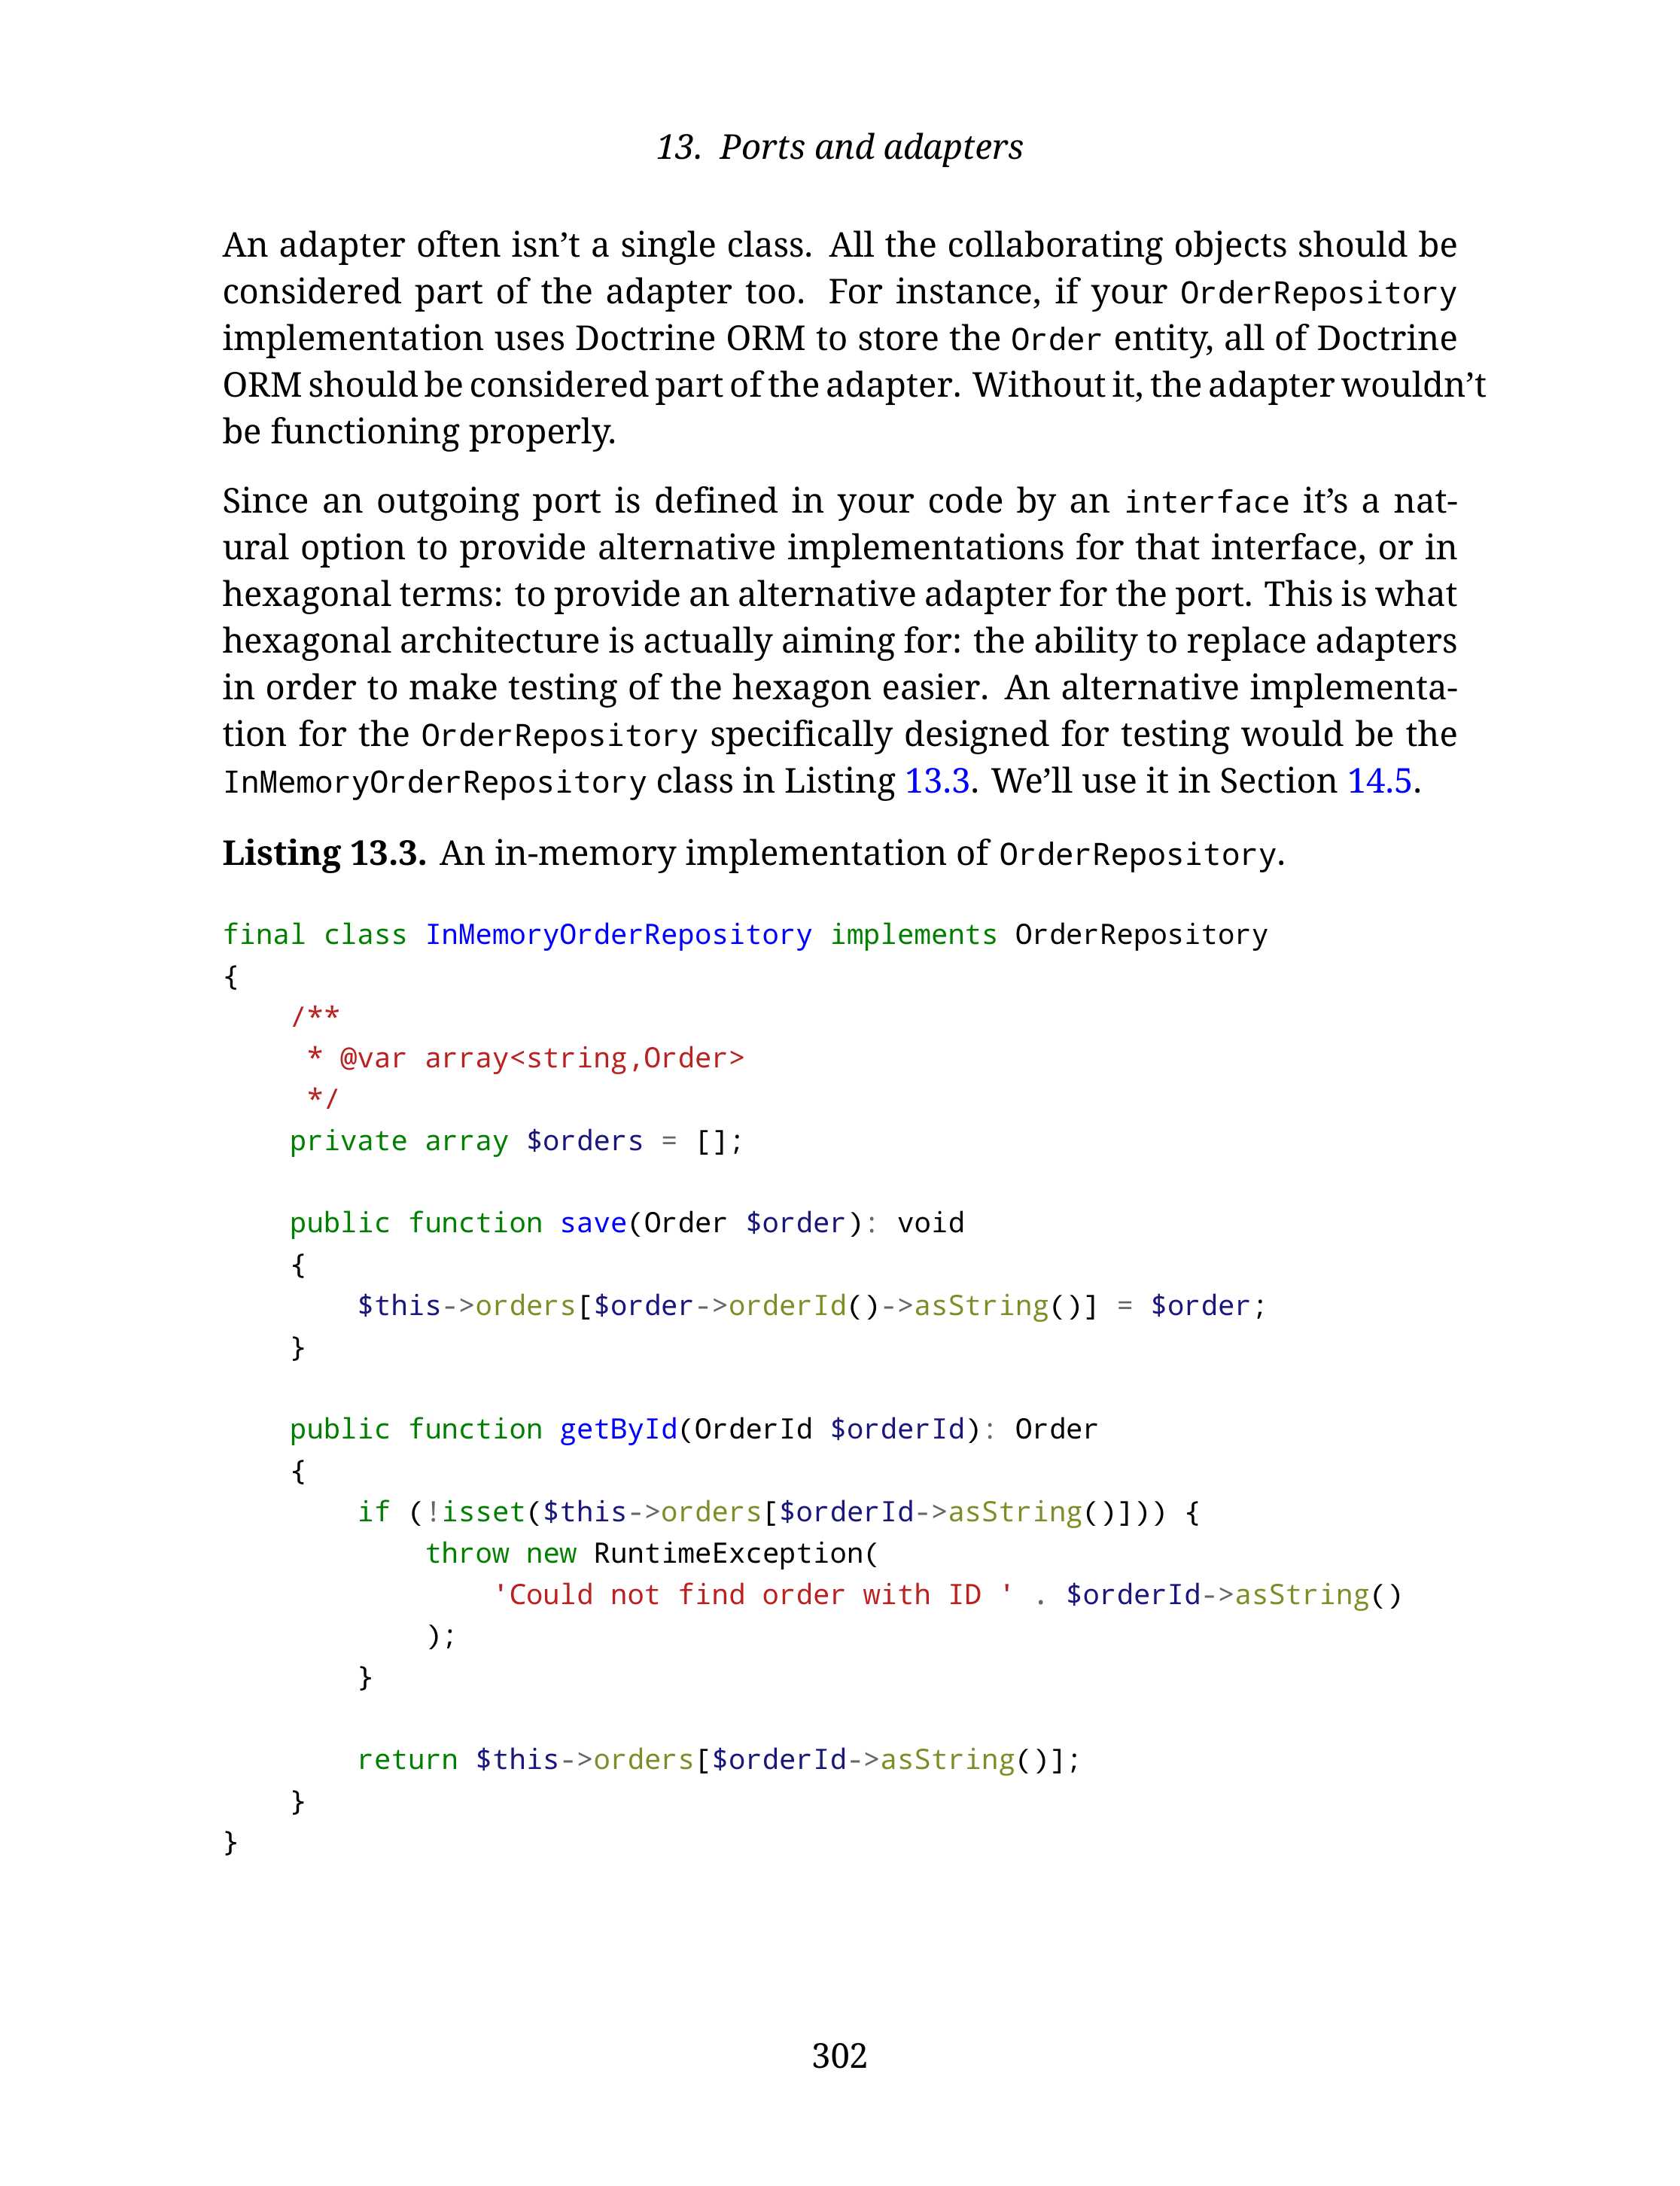 13. Ports and adapters
An adapter often isn’t a single class. All the collaborating objects should be
considered part of the adapter too. For instance, if your OrderRepository
implementation uses Doctrine ORM to store the Order entity, all of Doctrine
ORM should be considered part of the adapter. Without it, the adapter wouldn’t
be functioning properly.
Since an outgoing port is defined in your code by an interface it’s a nat-
ural option to provide alternative implementations for that interface, or in
hexagonal terms: to provide an alternative adapter for the port. This is what
hexagonal architecture is actually aiming for: the ability to replace adapters
in order to make testing of the hexagon easier. An alternative implementa-
tion for the OrderRepository specifically designed for testing would be the
InMemoryOrderRepository class in Listing 13.3. We’ll use it in Section 14.5.
Listing 13.3. An in-memory implementation of OrderRepository.
final class InMemoryOrderRepository implements OrderRepository
{
    /**
     * @var array<string,Order>
     */
    private array $orders = [];

    public function save(Order $order): void
    {
        $this->orders[$order->orderId()->asString()] = $order;
    }

    public function getById(OrderId $orderId): Order
    {
        if (!isset($this->orders[$orderId->asString()])) {
            throw new RuntimeException(
                'Could not find order with ID ' . $orderId->asString()
            );
        }

        return $this->orders[$orderId->asString()];
    }
}
302